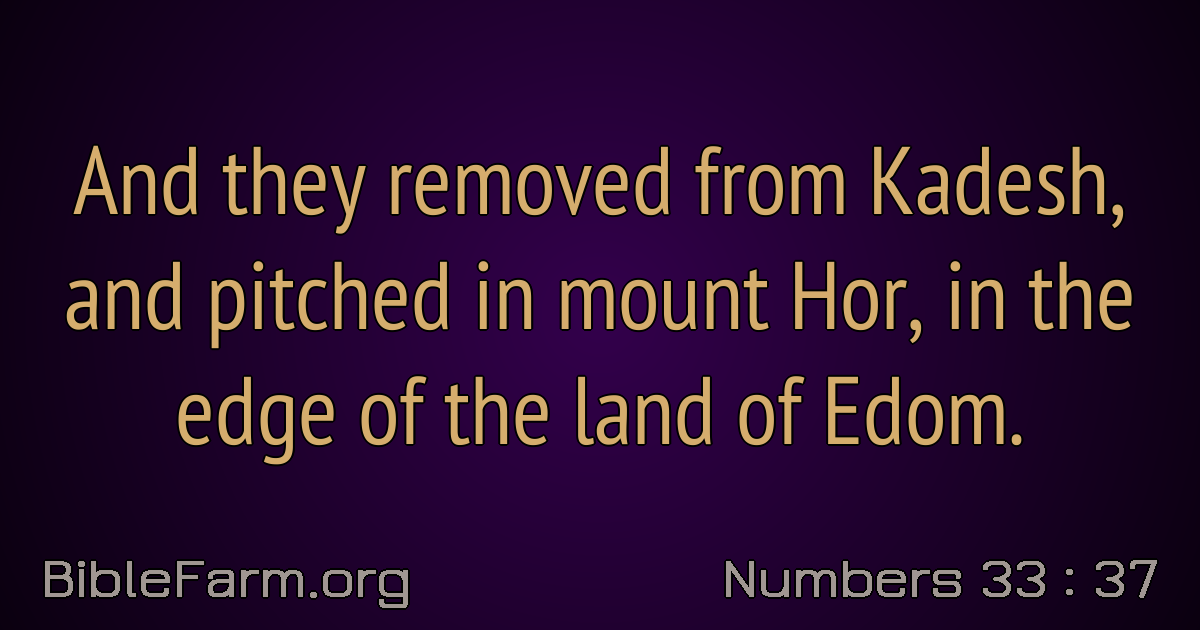 And they removed from Kadesh,
and pitched in mount Hor, in the
edge of the land of Edom.
BibleFarm.org
Numbers 33 : 37